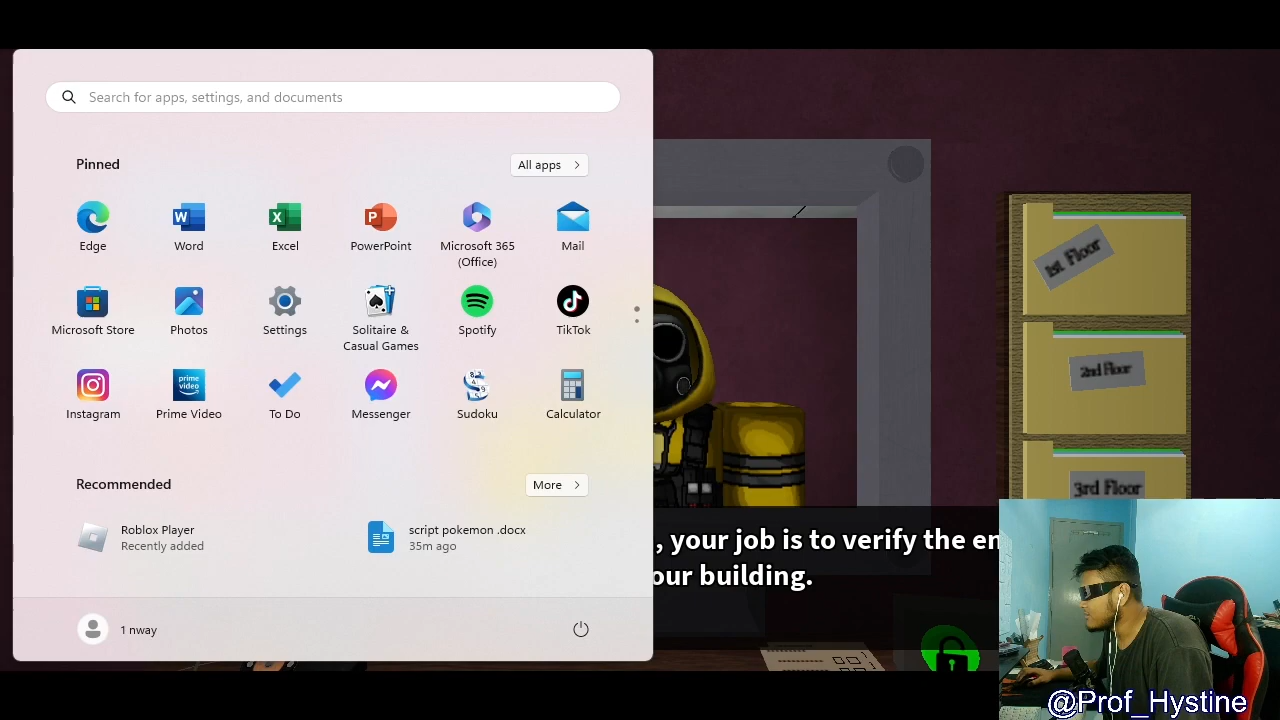 Search for apps, settings, and documents
Pinned
All apps
Edge
Word
Excel
PowerPoint
Microsoft 365
(Office)
Mail
Microsoft Store
Photos
Settings
Solitaire &
Casual Games
Spotify
TikTok
Instagram
prime
video
Prime Video
To Do
Messenger
Sudoku
Calculator
Recommended
More
Roblox Player
Recently added
script pokemon .docx
35m ago
1 nway
1st Floor
2nd Floor
3rd Floor
, your job is to verify the en
our building.
@Prof_Hystine